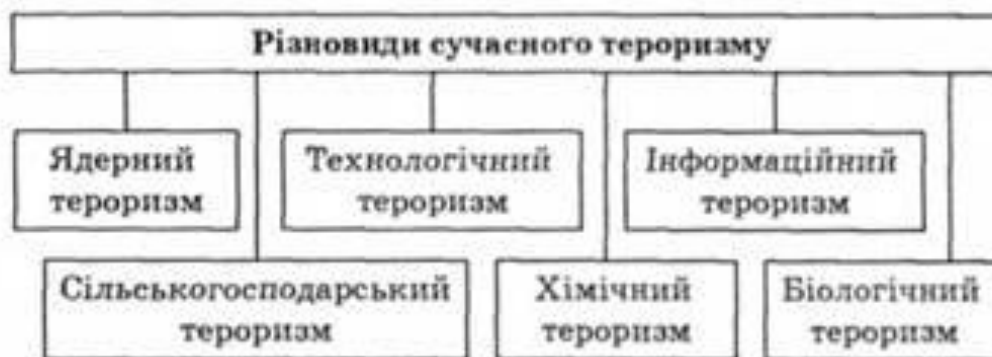 Різновиди сучасного тероризму
Ядерний
тероризм
Технологічний
тероризм
Інформаційний
тероризм
Сільськогосподарський
тероризм
Хімічний
тероризм
Біологічний
тероризм